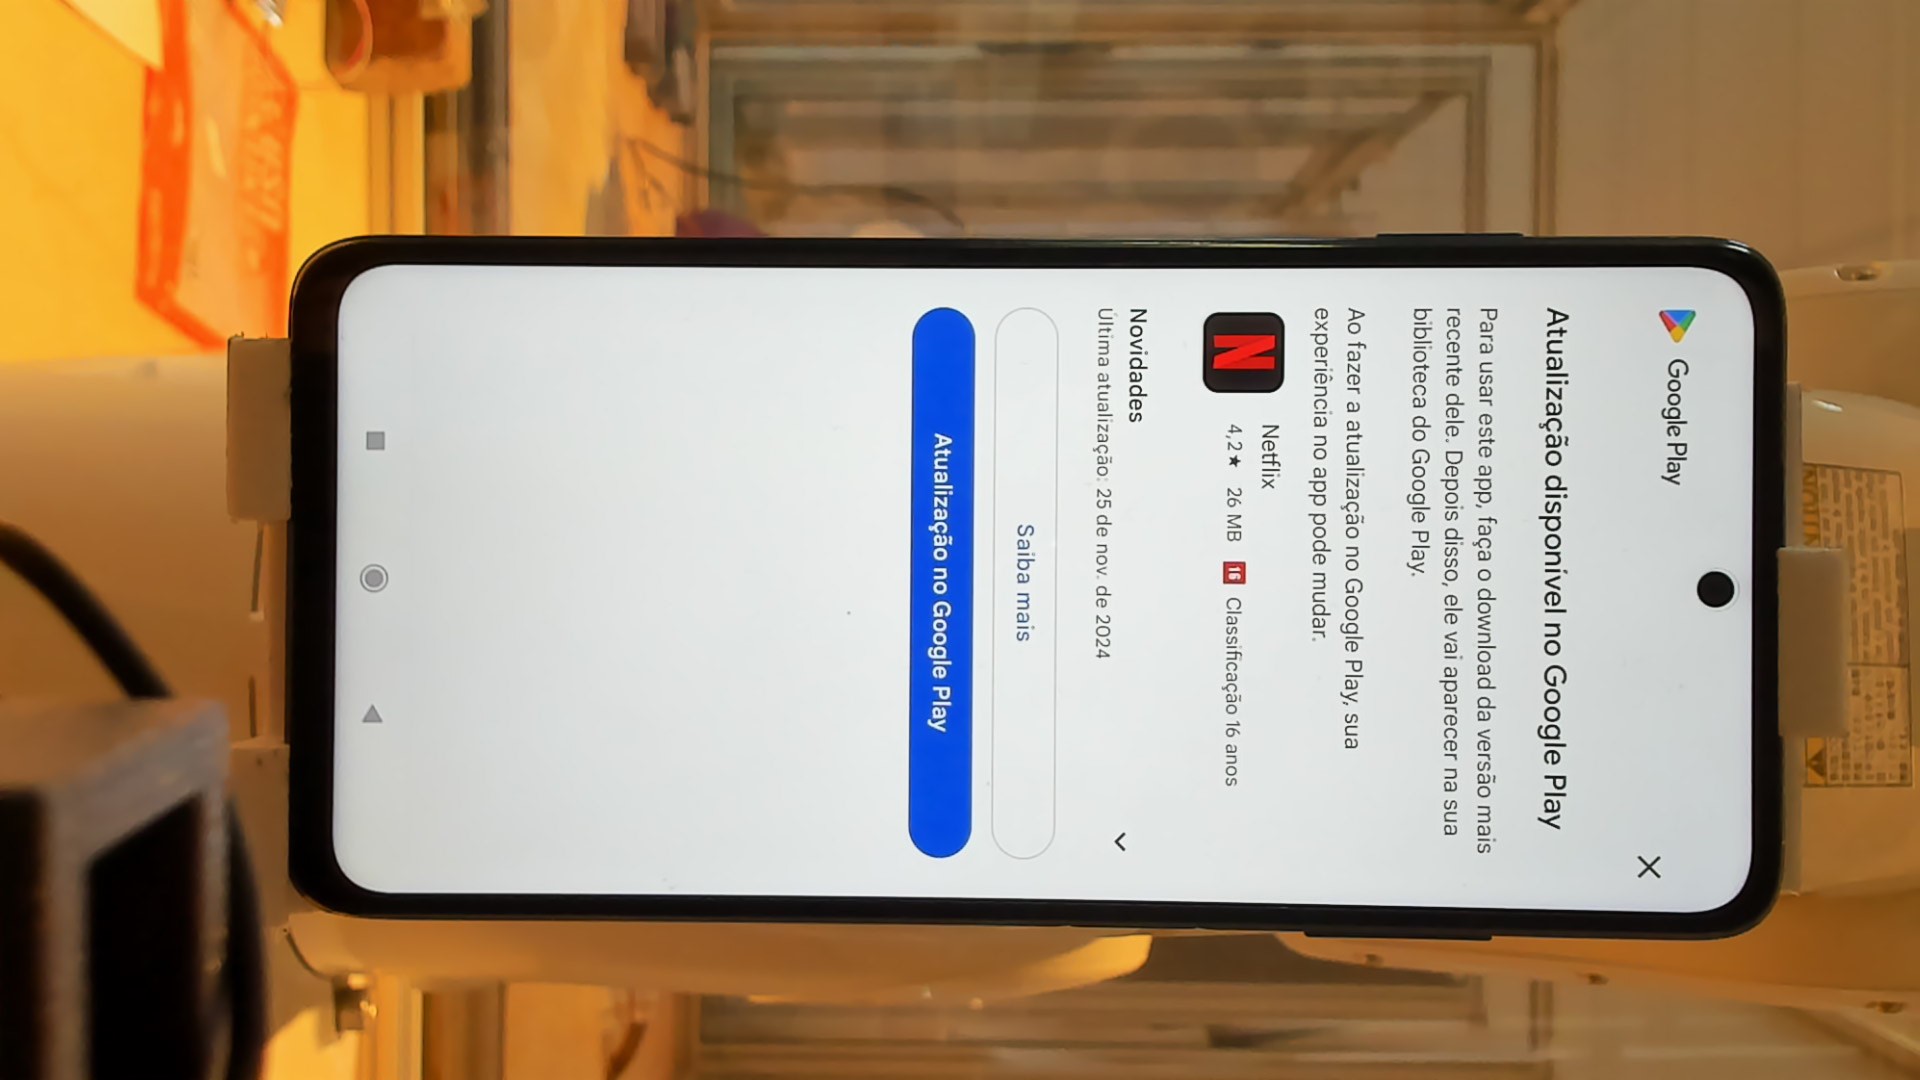 Google Play
Atualização disponível no Google Play
Para usar este app, faça o download da versão mais
recente dele. Depois disso, ele vai aparecer na sua
biblioteca do Google Play.
Ao fazer a atualização no Google Play, sua
experiência no app pode mudar.
N
Netflix
4,2★ 26 MB 16 Classificação 16 anos
Novidades
Última atualização: 25 de nov. de 2024
Saiba mais
Atualização no Google Play